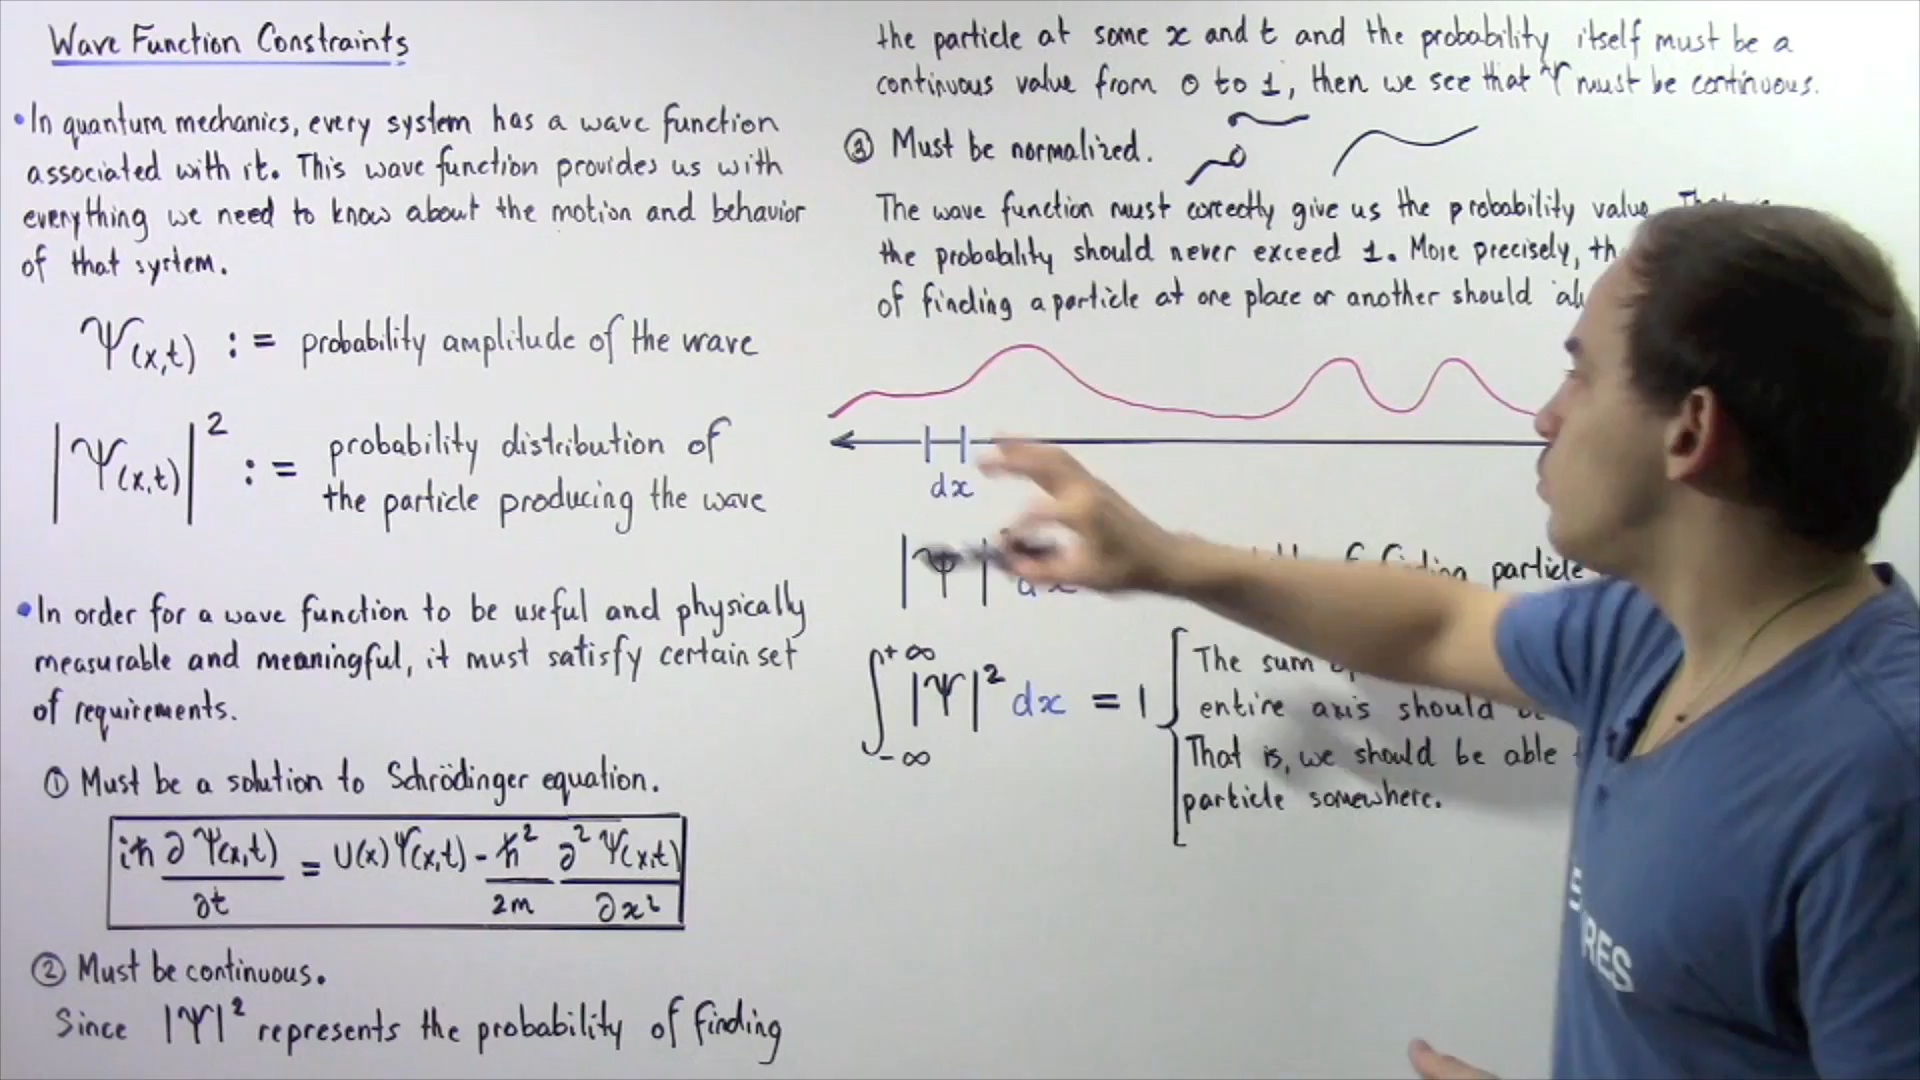 Wave Function Constraints
• In quantum mechanics, every system has a wave function
associated with it. This wave function provides us with
everything we need to know about the motion and behavior
of that system.
Ψ(x,t) := probability amplitude of the wave
|Ψ(x,t)|² := probability distribution of
the particle producing the wave
• In order for a wave function to be useful and physically
measurable and meaningful, it must satisfy certain set
of requirements.
① Must be a solution to Schrödinger equation.
iħ ∂Ψ(x,t)/∂t = U(x)Ψ(x,t) - ħ²/2m ∂²Ψ(x,t)/∂x²
② Must be continuous.
Since |Ψ|² represents the probability of finding
the particle at some x and t and the probability itself must be a
continuous value from 0 to 1, then we see that Ψ must be continuous.
③ Must be normalized.
The wave function must correctly give us the probability value
the probability should never exceed 1. More precisely,
of finding a particle at one place or another should
dx
|Ψ| dx of finding particle
∫ +∞ -∞ |Ψ|² dx = 1
The sum
entire axis should
That is, we should be able
particle somewhere.
RES